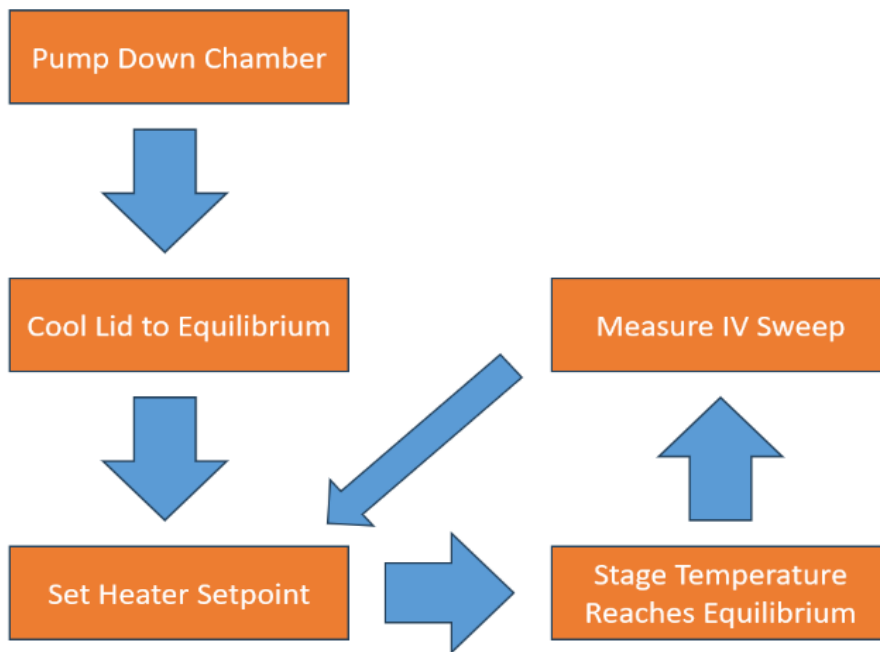 Pump Down Chamber
Cool Lid to Equilibrium
Measure IV Sweep
Set Heater Setpoint
Stage Temperature
Reaches Equilibrium